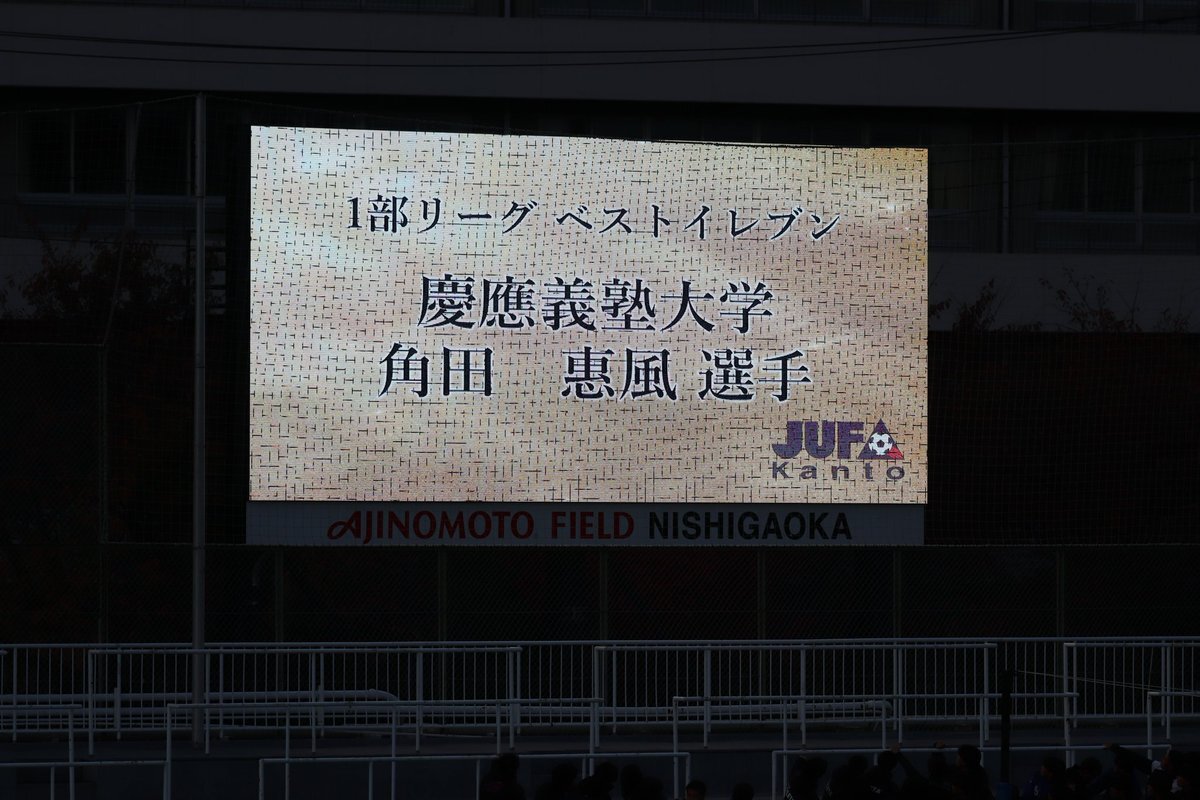 1部リーグ ベストイレブン
慶應義塾大学
角田　惠風 選手
JUFA
Kanto
AJINOMOTO FIELD NISHIGAOKA